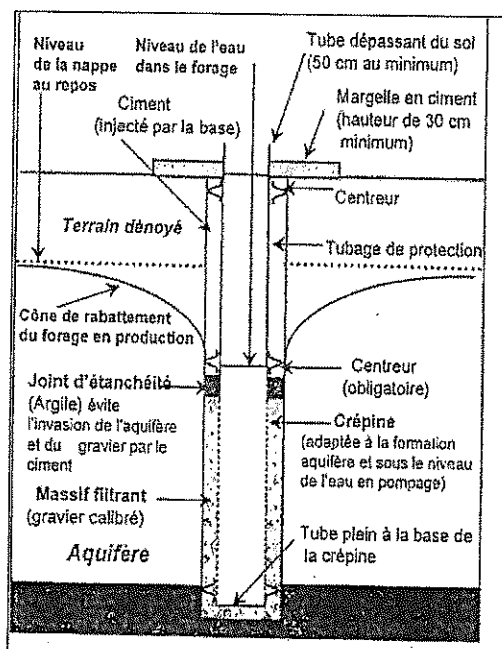 Niveau
de la nappe
au repos
Niveau de l'eau
dans le forage
Tube dépassant du sol
(50 cm au minimum)
Ciment
(injecté par la base)
Margelle en ciment
(hauteur de 30 cm
minimum)
Centreur
Terrain dénoyé
Tubage de protection
Cône de rabattement
du forage en production
Joint d'étanchéité
(Argile) évite
l'invasion de l'aquifère
et du gravier par le
ciment
Centreur
(obligatoire)
Crépine
(adaptée à la formation
aquifère et sous le niveau
de l'eau en pompage)
Massif filtrant
(gravier calibré)
Tube plein à la base de
la crépine
Aquifère